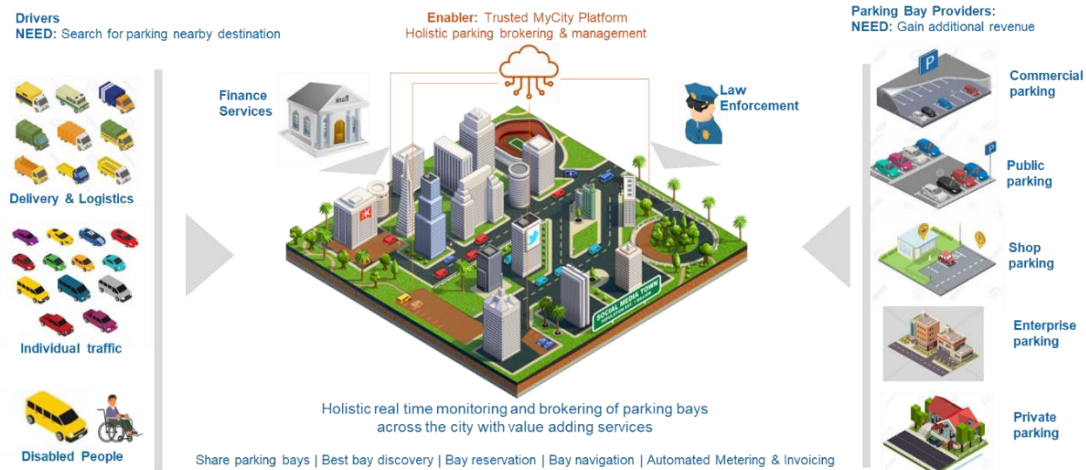 Drivers
NEED: Search for parking nearby destination
Enabler: Trusted MyCity Platform
Holistic parking brokering & management
Parking Bay Providers:
NEED: Gain additional revenue
Finance
Services
Law
Enforcement
Delivery & Logistics
Individual traffic
Disabled People
Commercial
parking
Public
parking
Shop
parking
Enterprise
parking
Private
parking
P
P
SOCIAL MEDIA TOWN
Holistic real time monitoring and brokering of parking bays
across the city with value adding services
Share parking bays | Best bay discovery | Bay reservation | Bay navigation | Automated Metering & Invoicing